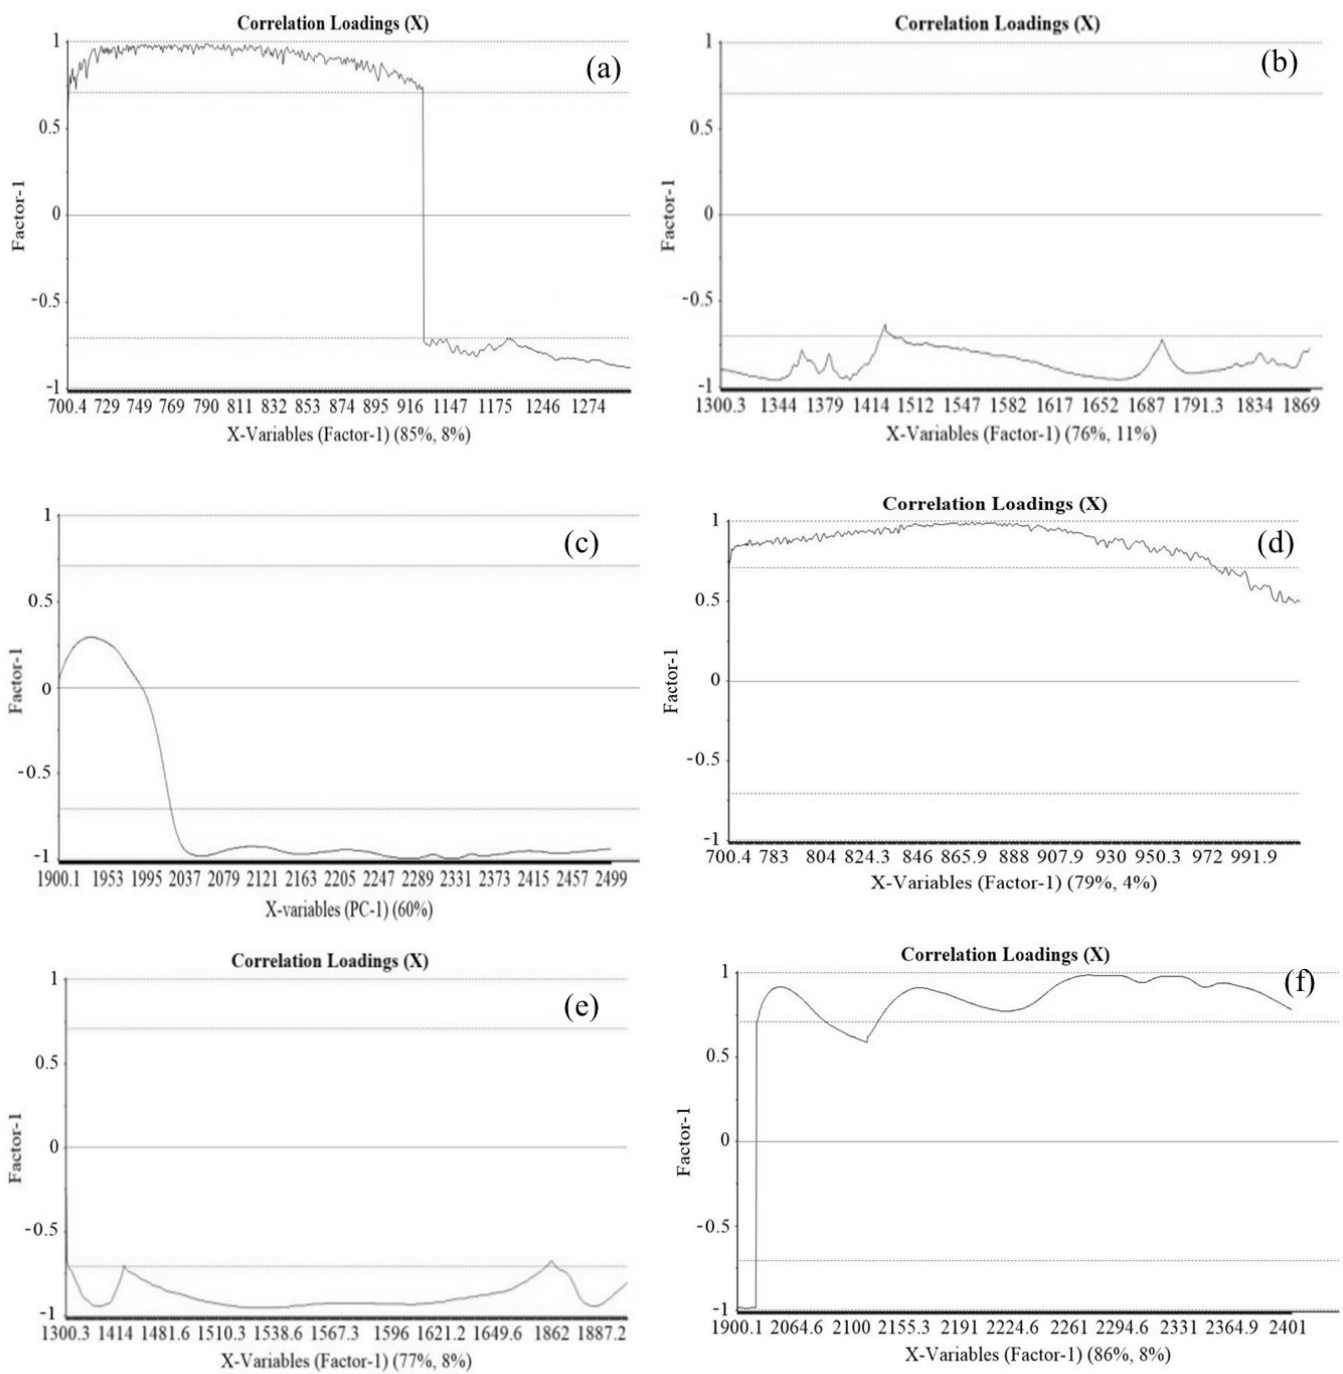 Correlation Loadings (X)
(a)
1
0.5
0
-0.5
-1
Factor-1
700.4 729 749 769 790 811 832 853 874 895 916 1147 1175 1246 1274
X-Variables (Factor-1) (85%, 8%)
Correlation Loadings (X)
(b)
1
0.5
0
-0.5
-1
Factor-1
1300.3 1344 1379 1414 1512 1547 1582 1617 1652 1687 1791.3 1834 1869
X-Variables (Factor-1) (76%, 11%)
(c)
1
0.5
0
-0.5
-1
Factor-1
1900.1 1953 1995 2037 2079 2121 2163 2205 2247 2289 2331 2373 2415 2457 2499
X-variables (PC-1) (60%)
Correlation Loadings (X)
(d)
1
0.5
0
-0.5
-1
Factor-1
700.4 783 804 824.3 846 865.9 888 907.9 930 950.3 972 991.9
X-Variables (Factor-1) (79%, 4%)
Correlation Loadings (X)
(e)
1
0.5
0
-0.5
-1
Factor-1
1300.3 1414 1481.6 1510.3 1538.6 1567.3 1596 1621.2 1649.6 1862 1887.2
X-Variables (Factor-1) (77%, 8%)
Correlation Loadings (X)
(f)
1
0.5
0
-0.5
-1
Factor-1
1900.1 2064.6 2100 2155.3 2191 2224.6 2261 2294.6 2331 2364.9 2401
X-Variables (Factor-1) (86%, 8%)